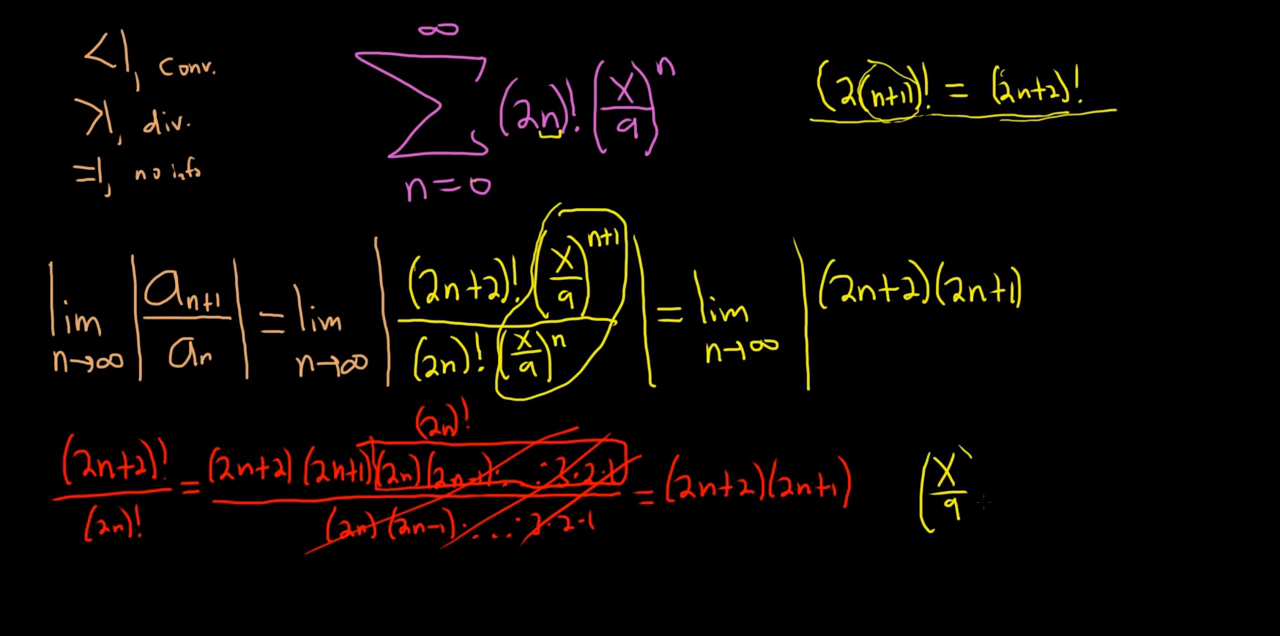 <1, conv.
>1, div.
=1, no info
∞
∑ (2n)! (x/9)^n
n=0
(2(n+1))! = (2n+2)!
lim n→∞ |a_{n+1}/a_n| = lim n→∞ |(2n+2)! (x/9)^{n+1} / (2n)! (x/9)^n| = lim n→∞ |(2n+2)(2n+1)
(2n)!
(2n+2)!/(2n)! = (2n+2)(2n+1)(2n)(2n-1)·...·3·2·1 / (2n)(2n-1)·...·3·2·1 = (2n+2)(2n+1)
(x/9